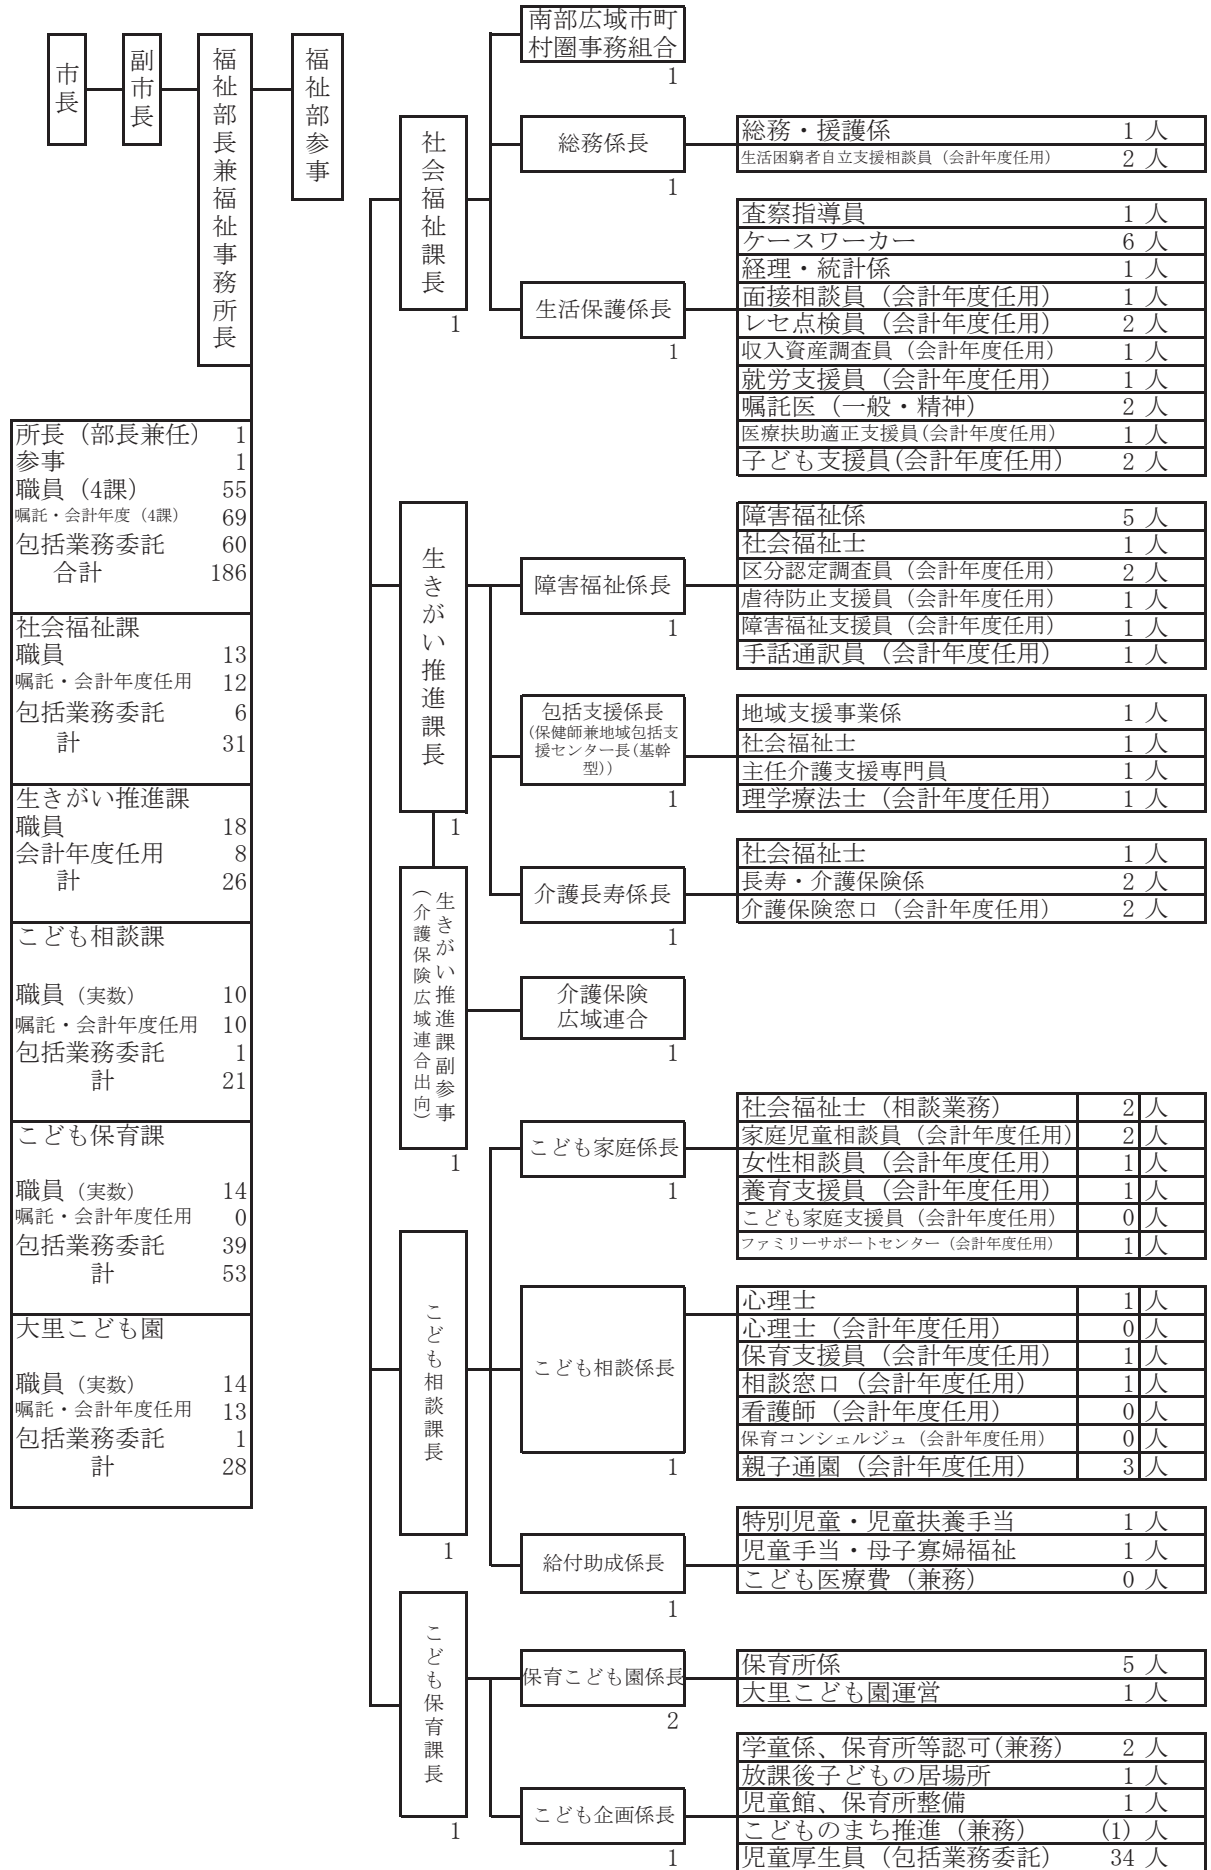 市長
副市長
福祉部長兼福祉事務所長
福祉部参事
所長（部長兼任） 1
参事 1
職員（4課） 55
嘱託・会計年度（4課） 69
包括業務委託 60
合計 186
社会福祉課
職員 13
嘱託・会計年度任用 12
包括業務委託 6
計 31
生きがい推進課
職員 18
会計年度任用 8
計 26
こども相談課
職員（実数） 10
嘱託・会計年度任用 10
包括業務委託 1
計 21
こども保育課
職員（実数） 14
嘱託・会計年度任用 0
包括業務委託 39
計 53
大里こども園
職員（実数） 14
嘱託・会計年度任用 13
包括業務委託 1
計 28
社会福祉課長
1
南部広域市町
村圏事務組合
1
総務係長
1
総務・援護係 1 人
生活困窮者自立支援相談員（会計年度任用） 2 人
生活保護係長
1
査察指導員 1 人
ケースワーカー 6 人
経理・統計係 1 人
面接相談員（会計年度任用） 1 人
レセ点検員（会計年度任用） 2 人
収入資産調査員（会計年度任用） 1 人
就労支援員（会計年度任用） 1 人
嘱託医（一般・精神） 2 人
医療扶助適正支援員(会計年度任用) 1 人
子ども支援員(会計年度任用) 2 人
生きがい推進課長
1
障害福祉係長
1
障害福祉係 5 人
社会福祉士 1 人
区分認定調査員（会計年度任用） 2 人
虐待防止支援員（会計年度任用） 1 人
障害福祉支援員（会計年度任用） 1 人
手話通訳員（会計年度任用） 1 人
包括支援係長
(保健師兼地域包括支
援センター長(基幹
型))
1
地域支援事業係 1 人
社会福祉士 1 人
主任介護支援専門員 1 人
理学療法士（会計年度任用） 1 人
介護長寿係長
1
社会福祉士 1 人
長寿・介護保険係 2 人
介護保険窓口（会計年度任用） 2 人
生きがい推進課副参事
（介護保険広域連合出向）
1
介護保険
広域連合
1
こども相談課長
1
こども家庭係長
1
社会福祉士（相談業務） 2 人
家庭児童相談員（会計年度任用） 2 人
女性相談員（会計年度任用） 1 人
養育支援員（会計年度任用） 1 人
こども家庭支援員（会計年度任用） 0 人
ファミリーサポートセンター（会計年度任用） 1 人
こども相談係長
1
心理士 1 人
心理士（会計年度任用） 0 人
保育支援員（会計年度任用） 1 人
相談窓口（会計年度任用） 1 人
看護師（会計年度任用） 0 人
保育コンシェルジュ（会計年度任用） 0 人
親子通園（会計年度任用） 3 人
給付助成係長
1
特別児童・児童扶養手当 1 人
児童手当・母子寡婦福祉 1 人
こども医療費（兼務） 0 人
こども保育課長
1
保育こども園係長
2
保育所係 5 人
大里こども園運営 1 人
こども企画係長
1
学童係、保育所等認可(兼務) 2 人
放課後子どもの居場所 1 人
児童館、保育所整備 1 人
こどものまち推進（兼務） (1) 人
児童厚生員（包括業務委託） 34 人